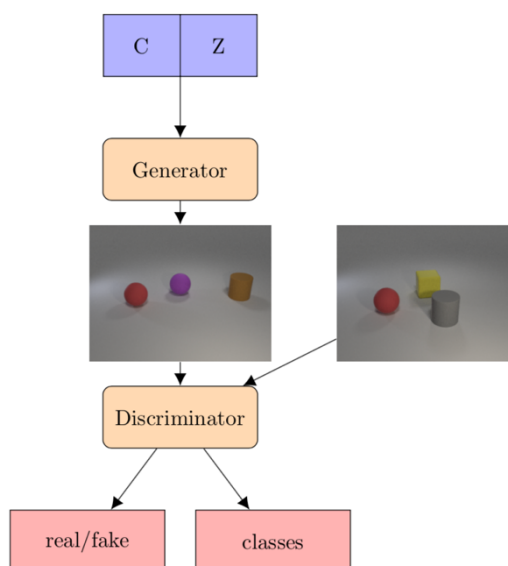 C
Z
Generator
Discriminator
real/fake
classes